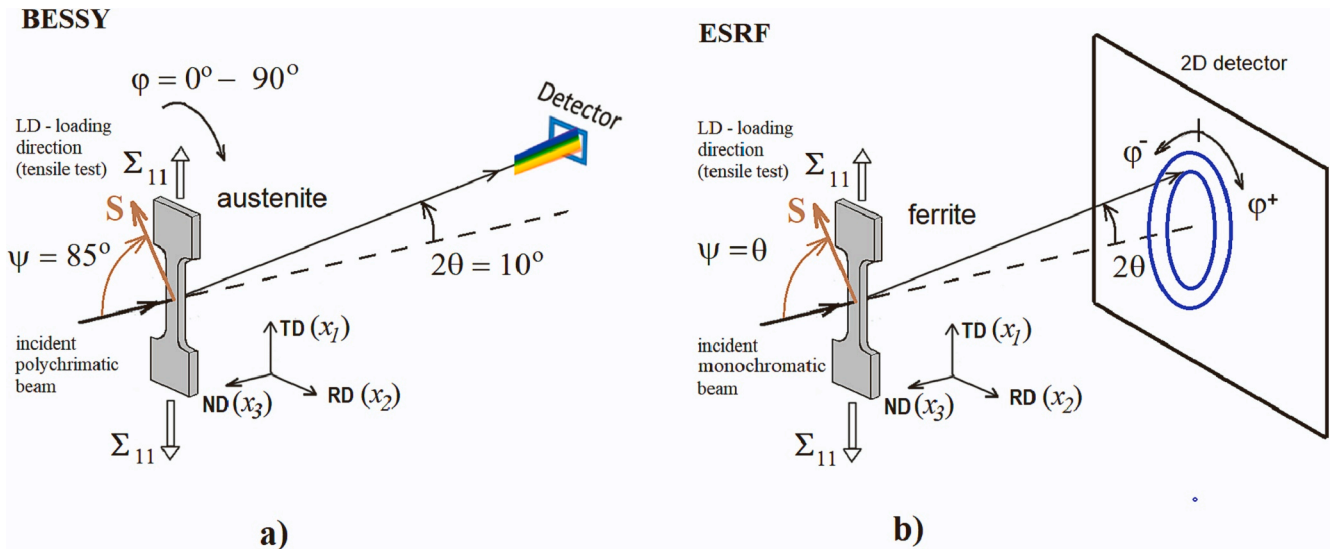 BESSY
φ = 0° – 90°
LD - loading
direction
(tensile test)
Σ11
S
austenite
Detector
ψ = 85°
2θ = 10°
incident
polychrimatic
beam
TD (x1)
ND (x3)
RD (x2)
Σ11
a)
ESRF
2D detector
LD - loading
direction
(tensile test)
Σ11
φ-
φ+
S
ferrite
ψ = θ
2θ
incident
monochromatic
beam
TD (x1)
ND (x3)
RD (x2)
Σ11
b)